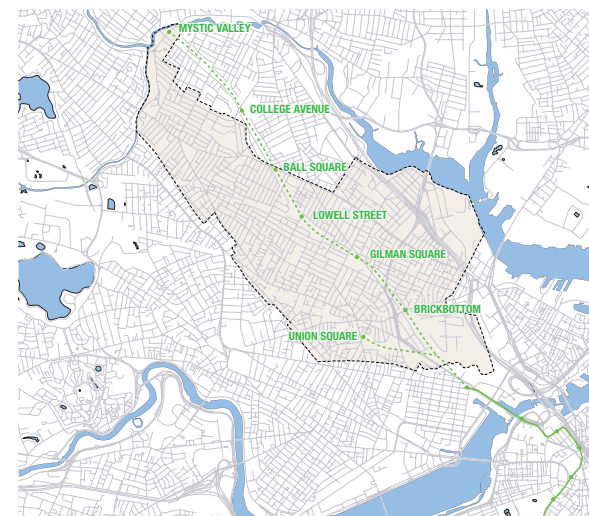 MYSTIC VALLEY
COLLEGE AVENUE
BALL SQUARE
LOWELL STREET
GILMAN SQUARE
BRICKBOTTOM
UNION SQUARE